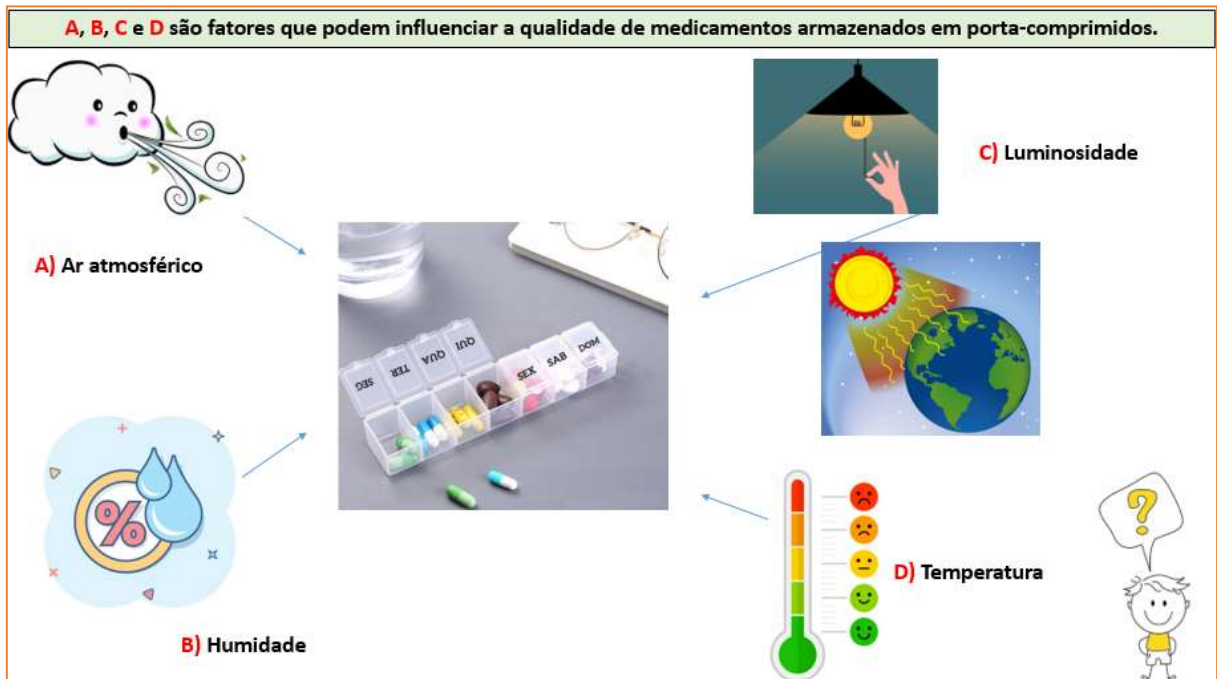 A, B, C e D são fatores que podem influenciar a qualidade de medicamentos armazenados em porta-comprimidos.
C) Luminosidade
A) Ar atmosférico
SEG
TER
QUA
QUI
SEX
SAB
DOM
%
?
D) Temperatura
B) Humidade